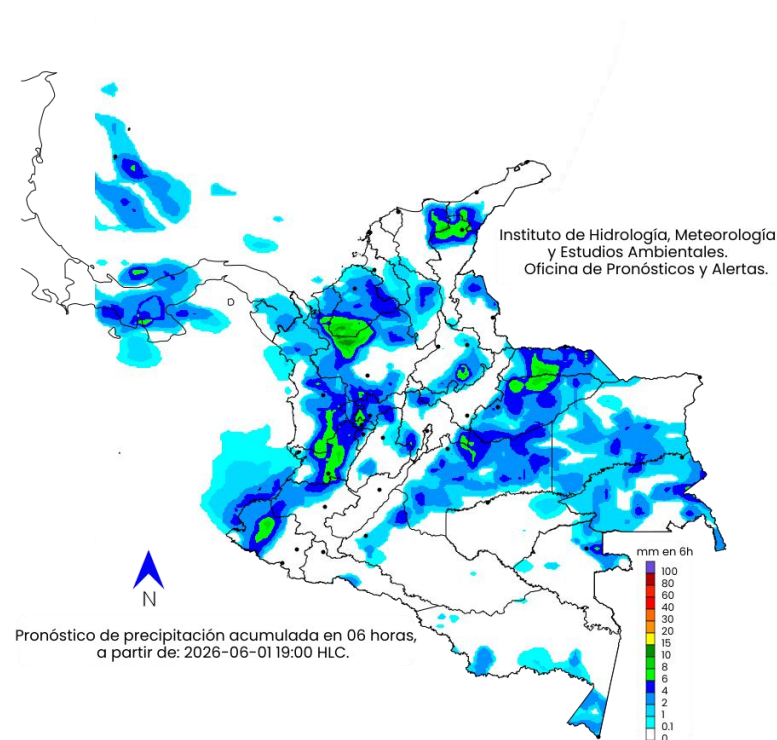 Instituto de Hidrología, Meteorología
y Estudios Ambientales.
Oficina de Pronósticos y Alertas.
N
Pronóstico de precipitación acumulada en 06 horas,
a partir de: 2026-06-01 19:00 HLC.
mm en 6h
100
80
60
40
30
20
15
10
8
6
4
2
1
0.1
0